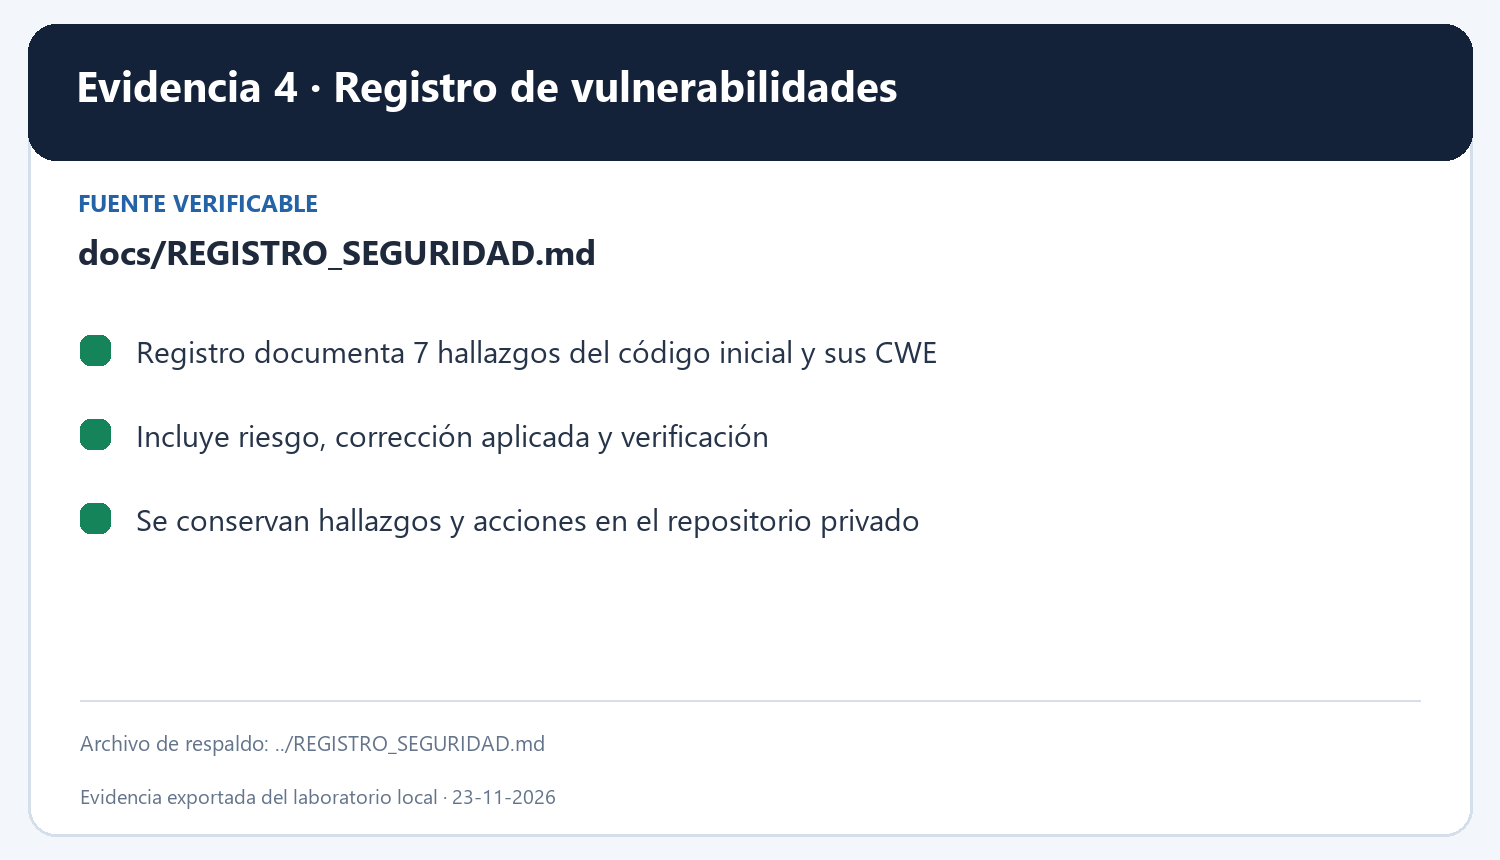 Evidencia 4 · Registro de vulnerabilidades
FUENTE VERIFICABLE
docs/REGISTRO_SEGURIDAD.md
Registro documenta 7 hallazgos del código inicial y sus CWE
Incluye riesgo, corrección aplicada y verificación
Se conservan hallazgos y acciones en el repositorio privado
Archivo de respaldo: ../REGISTRO_SEGURIDAD.md
Evidencia exportada del laboratorio local · 23-11-2026